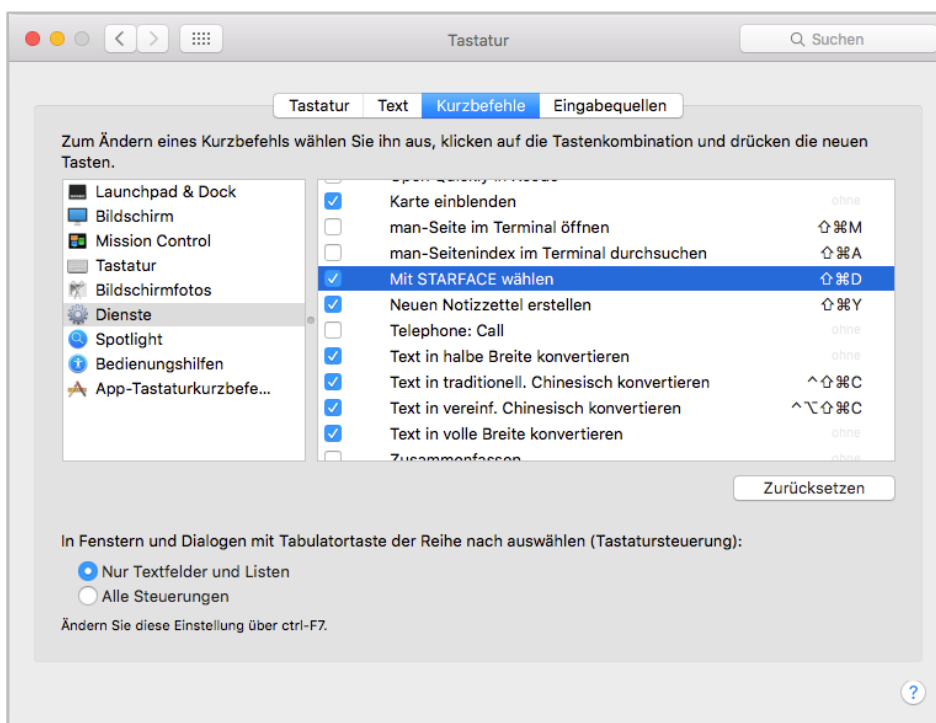 Tastatur
Suchen
Tastatur Text Kurzbefehle Eingabequellen
Zum Ändern eines Kurzbefehls wählen Sie ihn aus, klicken auf die Tastenkombination und drücken die neuen
Tasten.
Launchpad & Dock
Bildschirm
Mission Control
Tastatur
Bildschirmfotos
Dienste
Spotlight
Bedienungshilfen
App-Tastaturkurzbefe...
Karte einblenden ohne
man-Seite im Terminal öffnen ⇧⌘M
man-Seitenindex im Terminal durchsuchen ⇧⌘A
Mit STARFACE wählen ⇧⌘D
Neuen Notizzettel erstellen ⇧⌘Y
Telephone: Call ohne
Text in halbe Breite konvertieren ohne
Text in traditionell. Chinesisch konvertieren ^⇧⌘C
Text in vereinf. Chinesisch konvertieren ^⌥⇧⌘C
Text in volle Breite konvertieren ohne
Zusammenfassen ohne
Zurücksetzen
In Fenstern und Dialogen mit Tabulatortaste der Reihe nach auswählen (Tastatursteuerung):
Nur Textfelder und Listen
Alle Steuerungen
Ändern Sie diese Einstellung über ctrl-F7.
?